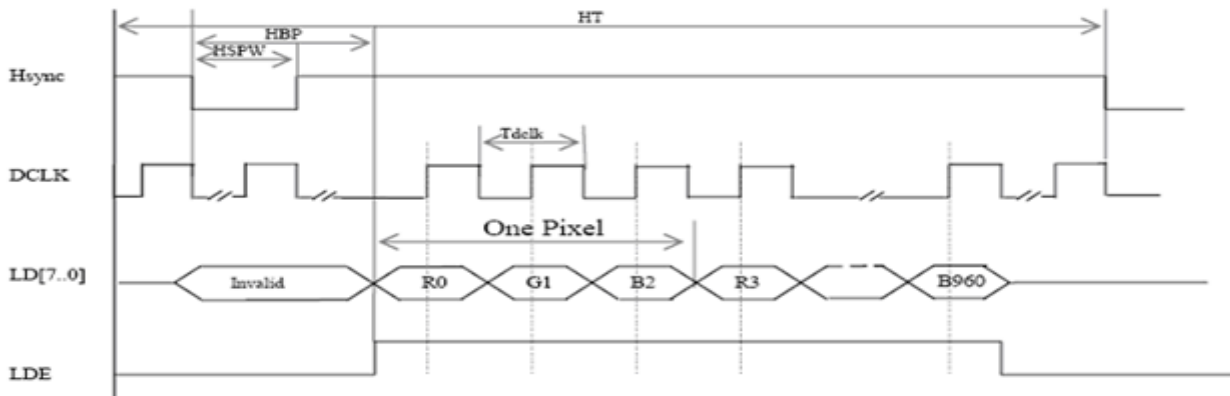 HT
HBP
HSPW
Hsync
Tdclk
DCLK
One Pixel
LD[7..0]
Invalid R0 G1 B2 R3 B960
LDE